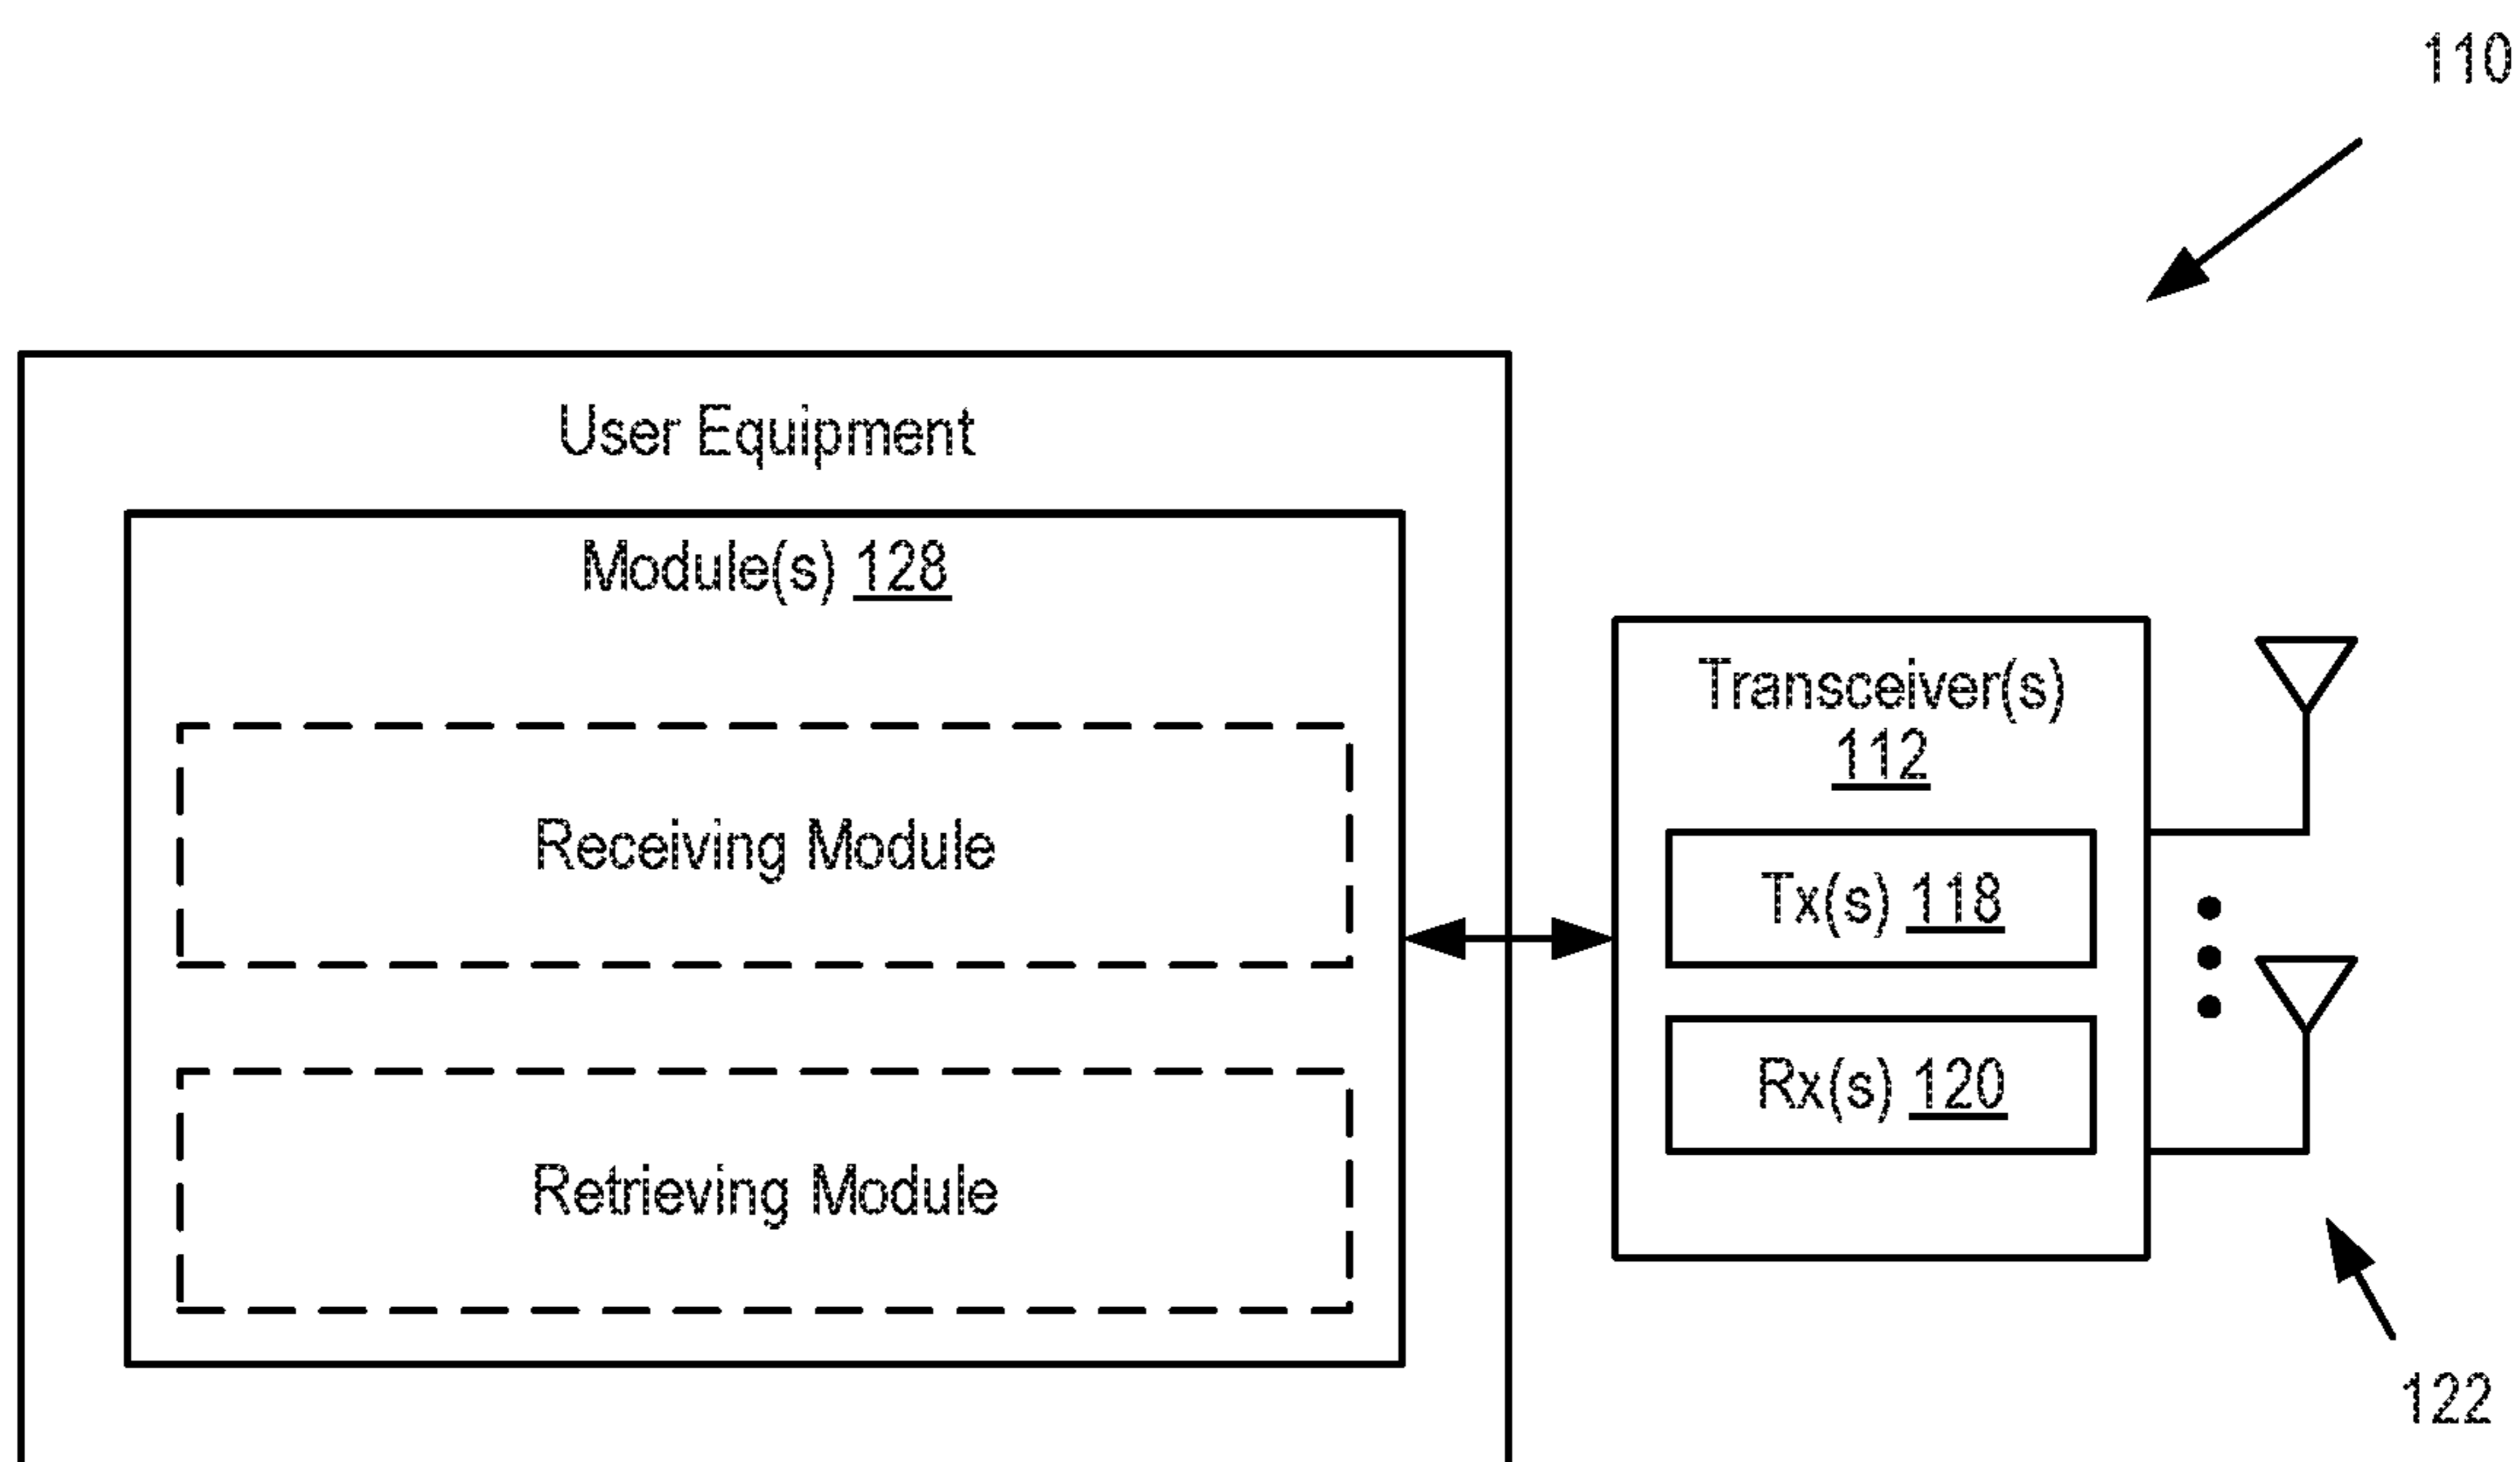 110
User Equipment
Module(s) 128
Receiving Module
Retrieving Module
Transceiver(s)
112
Tx(s) 118
Rx(s) 120
122